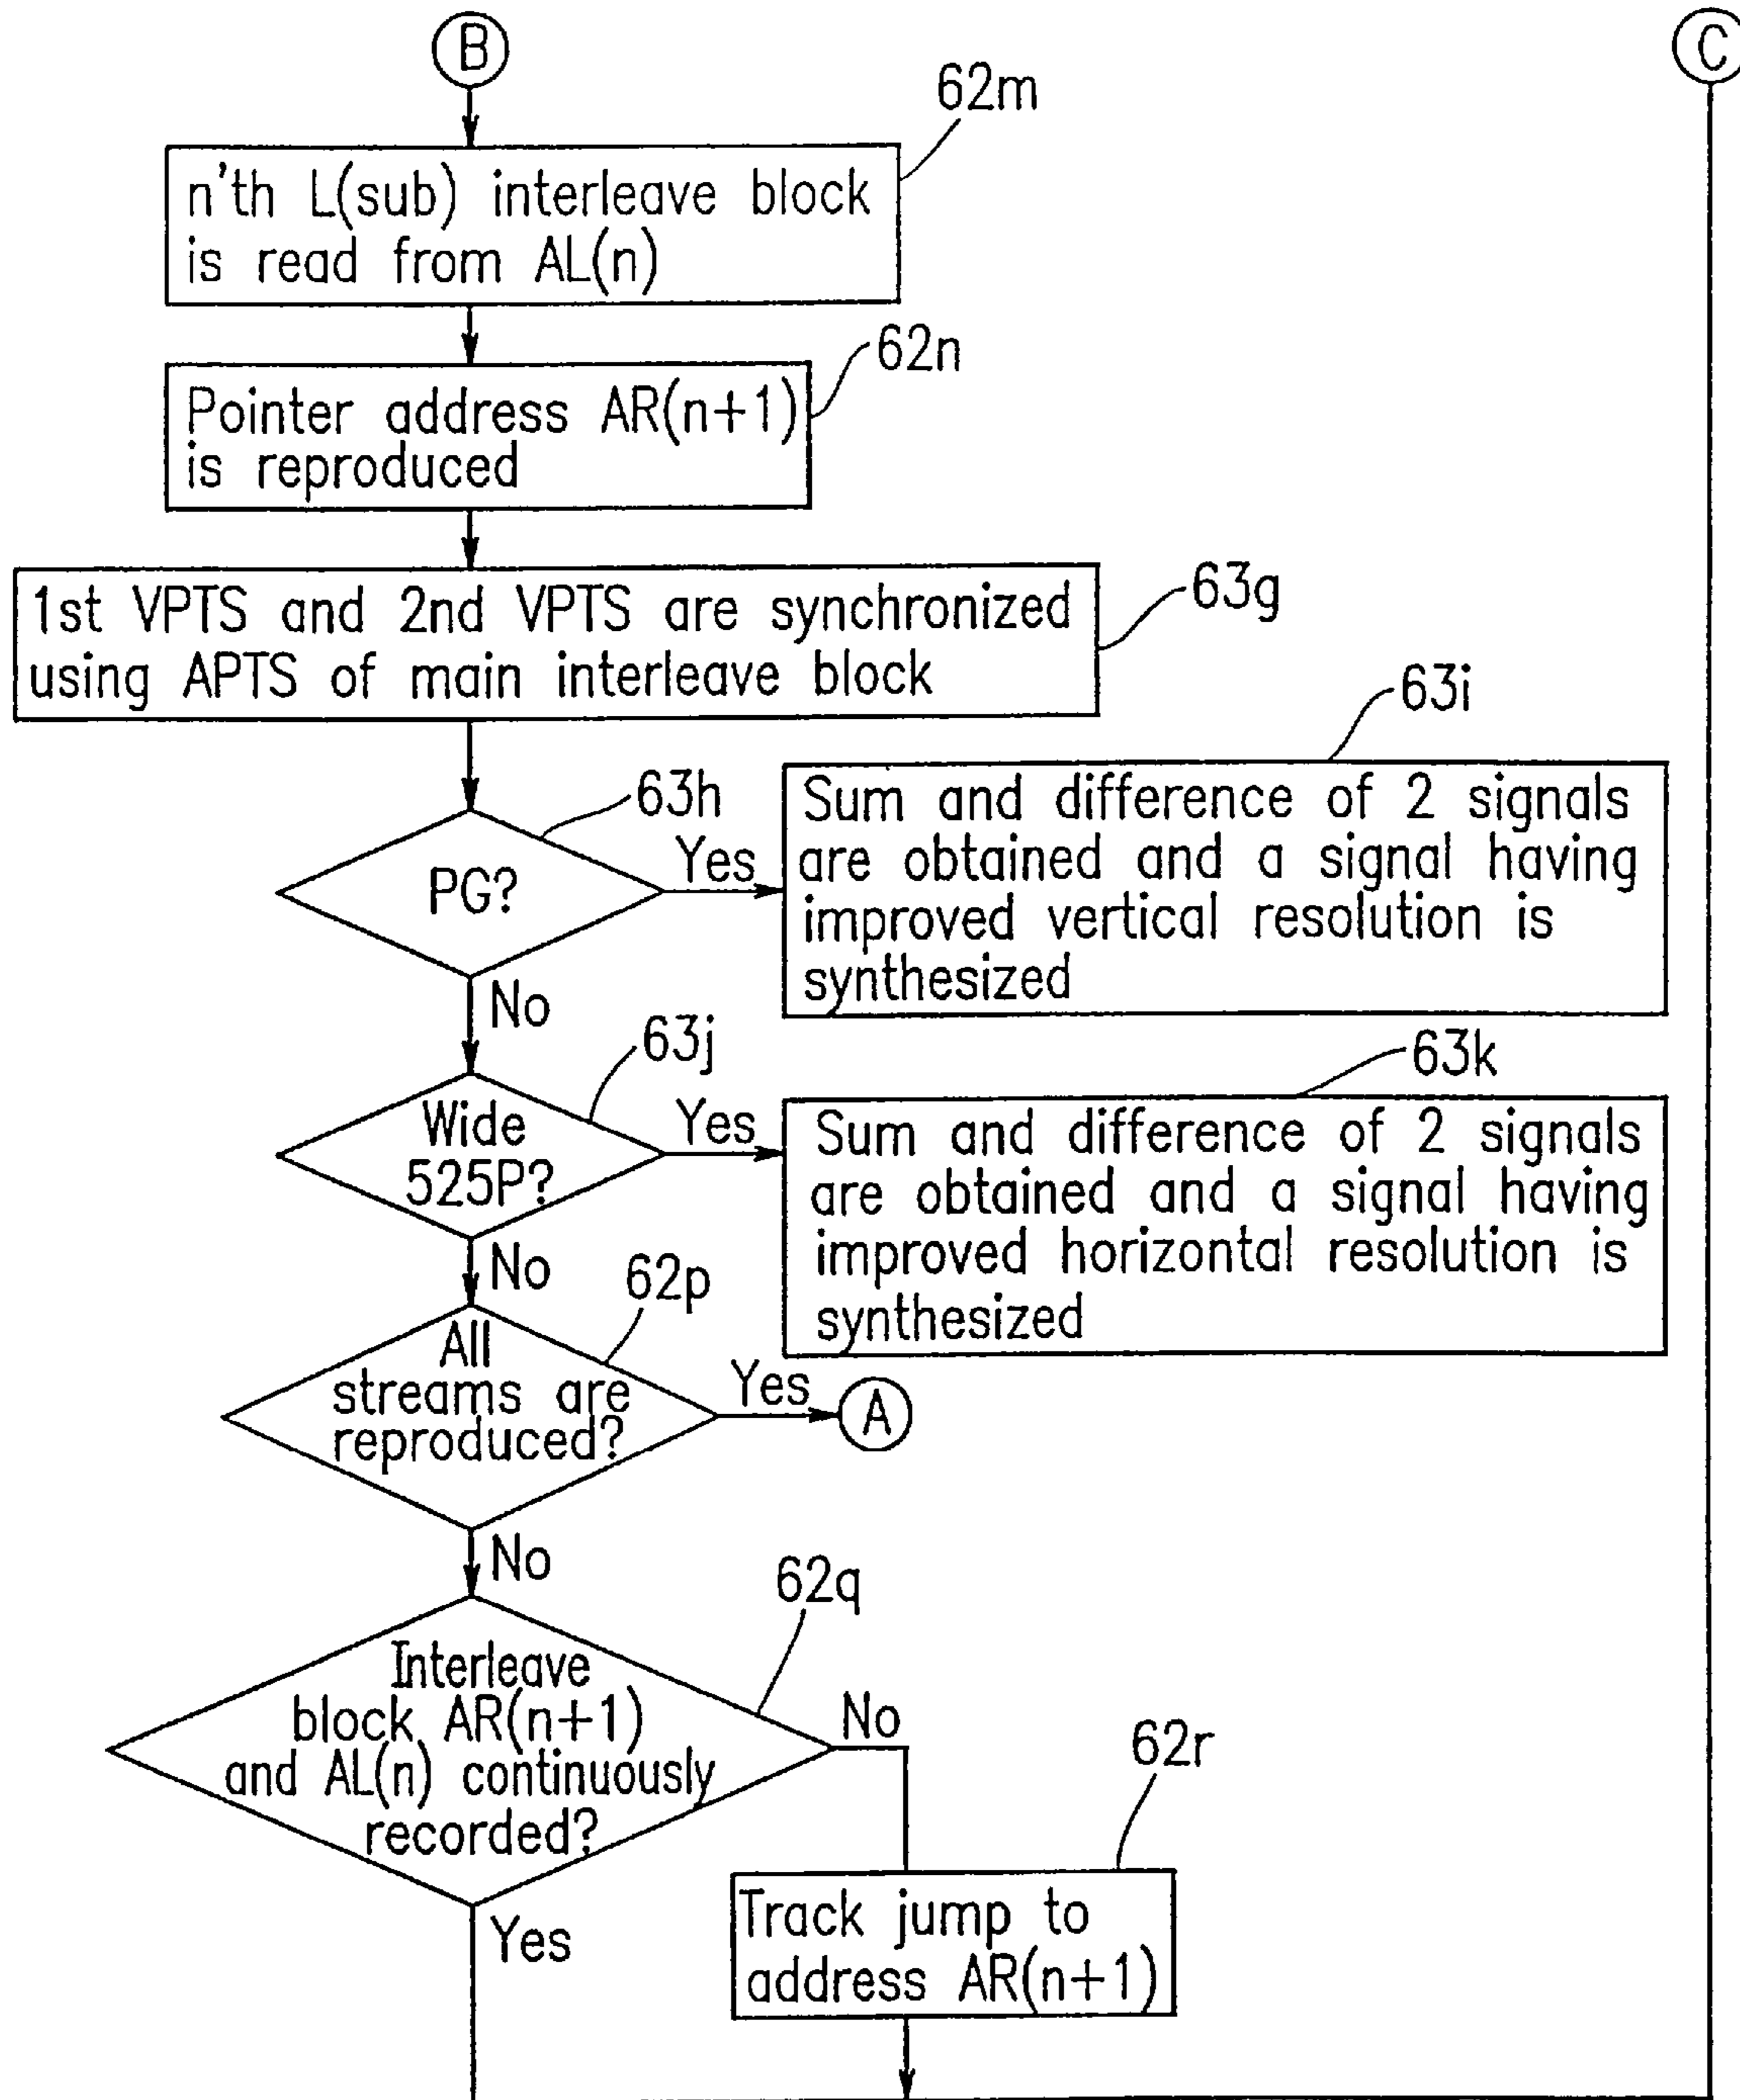 B
C
62m
n'th L(sub) interleave block
is read from AL(n)
62n
Pointer address AR(n+1)
is reproduced
63g
1st VPTS and 2nd VPTS are synchronized
using APTS of main interleave block
63h
PG?
Yes
No
63i
Sum and difference of 2 signals
are obtained and a signal having
improved vertical resolution is
synthesized
63j
Wide
525P?
Yes
No
63k
Sum and difference of 2 signals
are obtained and a signal having
improved horizontal resolution is
synthesized
62p
All
streams are
reproduced?
Yes
A
No
62q
Interleave
block AR(n+1)
and AL(n) continuously
recorded?
No
Yes
62r
Track jump to
address AR(n+1)